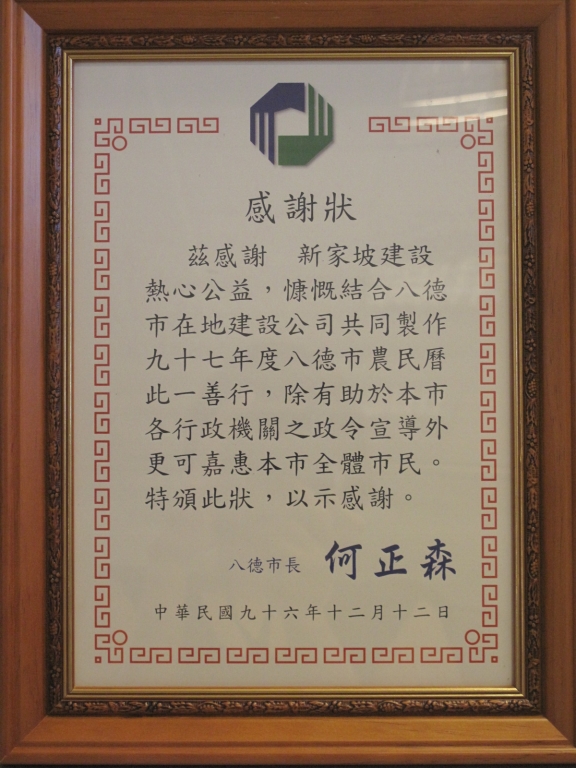 感謝狀
茲感謝　新家坡建設
熱心公益，慷慨結合八德
市在地建設公司共同製作
九十七年度八德市農民曆
此一善行，除有助於本市
各行政機關之政令宣導外
更可嘉惠本市全體市民。
特頒此狀，以示感謝。
八德市長　何正森
中華民國九十六年十二月十二日